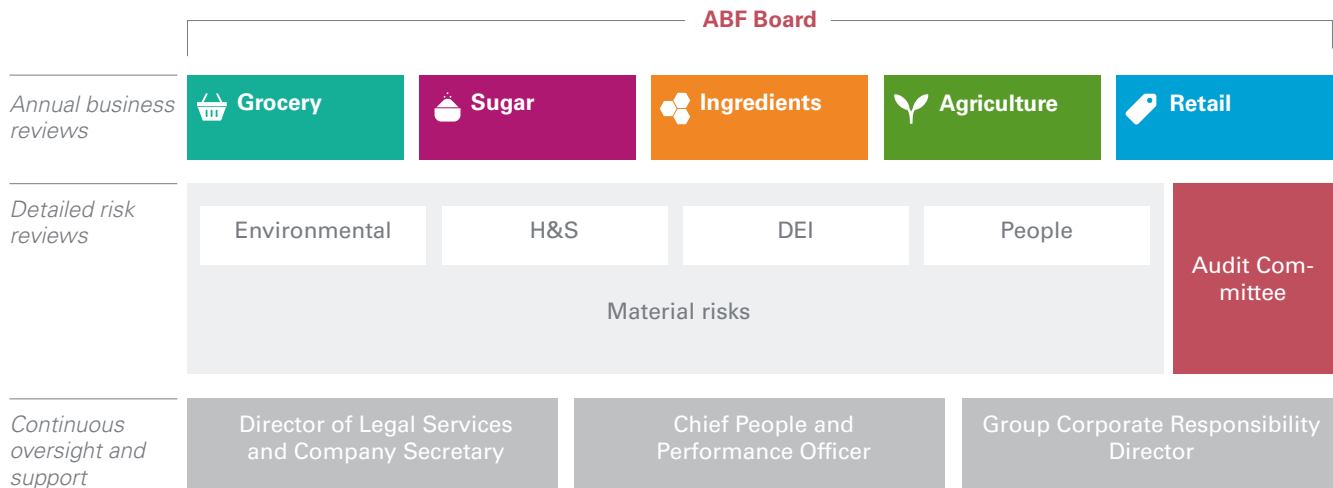 ABF Board
Annual business
reviews
Grocery
Sugar
Ingredients
Agriculture
Retail
Detailed risk
reviews
Environmental
H&S
DEI
People
Material risks
Audit Com-
mittee
Continuous
oversight and
support
Director of Legal Services
and Company Secretary
Chief People and
Performance Officer
Group Corporate Responsibility
Director